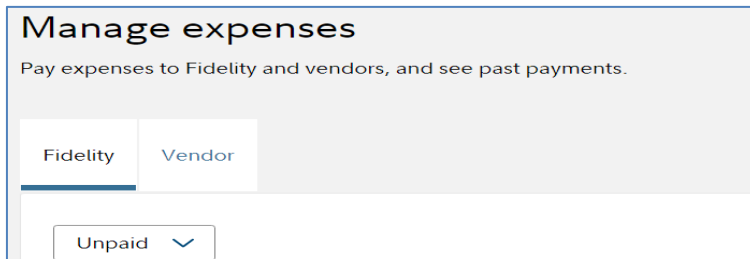 Manage expenses
Pay expenses to Fidelity and vendors, and see past payments.
Fidelity Vendor
Unpaid